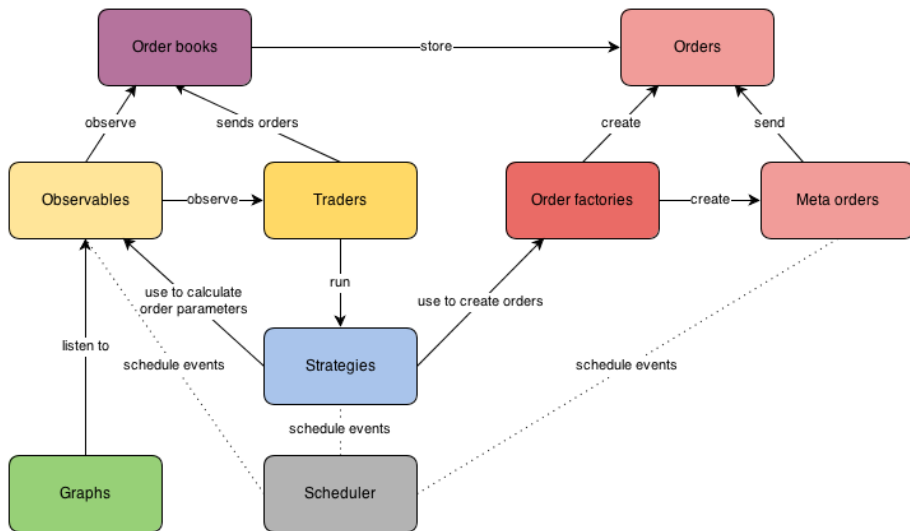 Order books
store
Orders
observe
sends orders
create
send
Observables
observe
Traders
Order factories
create
Meta orders
use to calculate
order parameters
run
use to create orders
listen to
schedule events
Strategies
schedule events
schedule events
Graphs
Scheduler